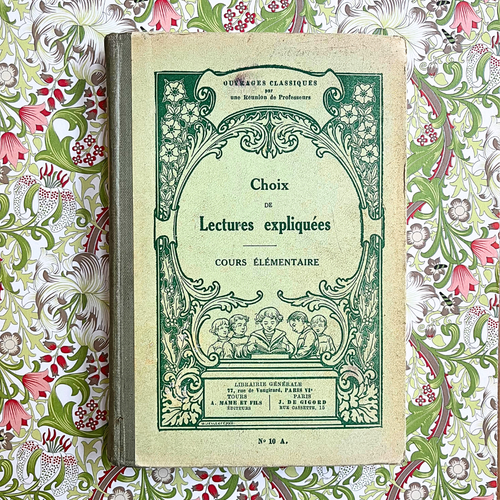 OUVRAGES CLASSIQUES
par
une Réunion de Professeurs
Choix
DE
Lectures expliquées
COURS ÉLÉMENTAIRE
LIBRAIRIE GÉNÉRALE
77, rue de Vaugirard, PARIS VIe
TOURS PARIS
A. MAME ET FILS J. DE GIGORD
ÉDITEURS RUE CASSETTE, 15
No 10 A.